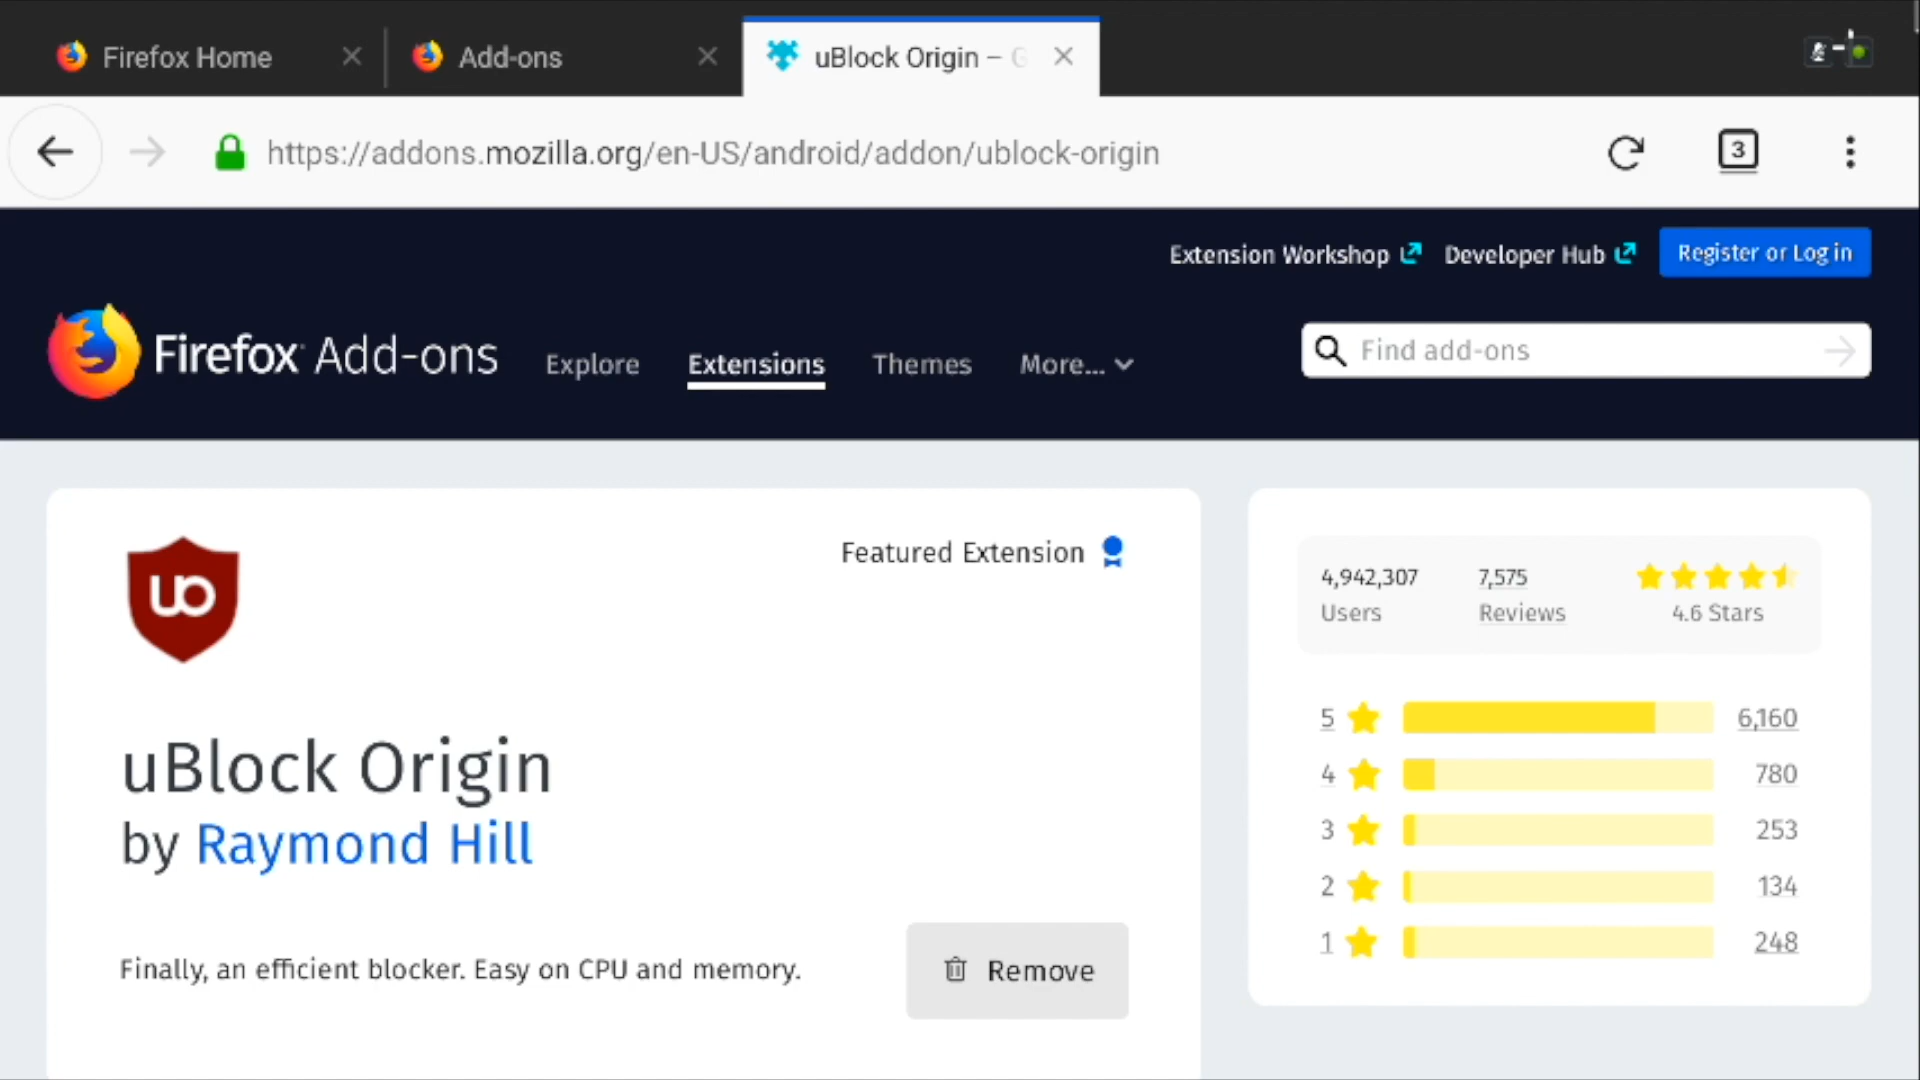 Firefox Home
Add-ons
uBlock Origin – G
https://addons.mozilla.org/en-US/android/addon/ublock-origin
3
Extension Workshop
Developer Hub
Register or Log in
Firefox Add-ons
Explore
Extensions
Themes
More...
Find add-ons
Featured Extension
uo
uBlock Origin
by Raymond Hill
Finally, an efficient blocker. Easy on CPU and memory.
Remove
4,942,307
Users
7,575
Reviews
4.6 Stars
5 6,160
4 780
3 253
2 134
1 248